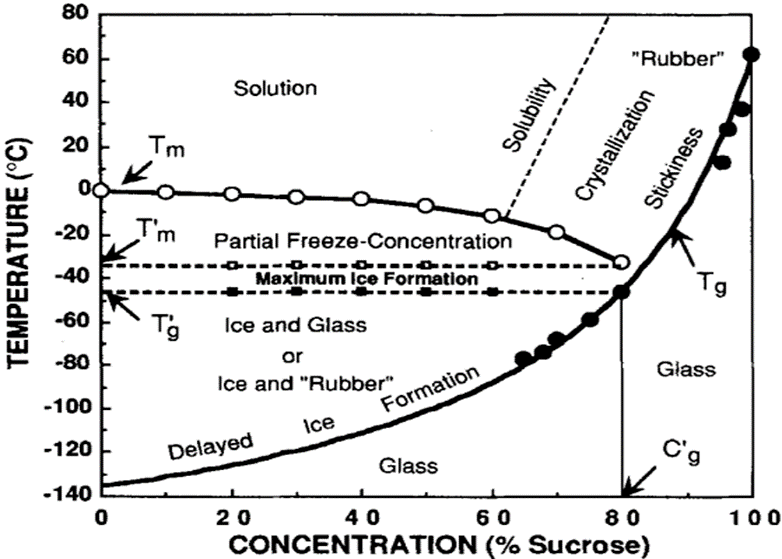 80
60
40
20
0
-20
-40
-60
-80
-100
-120
-140
TEMPERATURE (°C)
Solution
Solubility
"Rubber"
Crystallization
Stickiness
Tm
T'm
Partial Freeze-Concentration
Maximum Ice Formation
T'g
Tg
Ice and Glass
or
Ice and "Rubber"
Delayed Ice Formation
Glass
Glass
C'g
0 20 40 60 80 100
CONCENTRATION (% Sucrose)